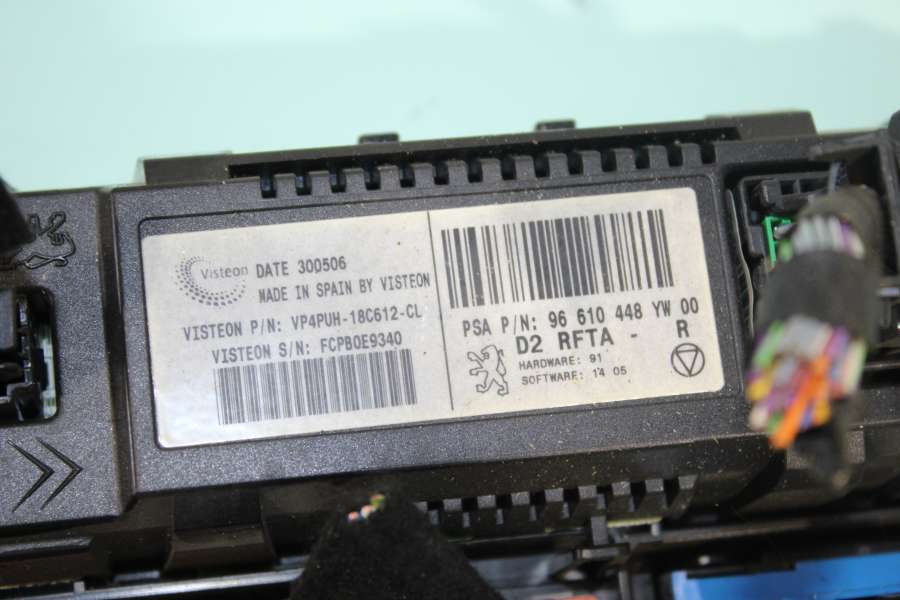 Visteon
DATE 300506
MADE IN SPAIN BY VISTEON
VISTEON P/N: VP4PUH-18C612-CL
VISTEON S/N: FCPB0E9340
PSA P/N: 96 610 448 YW 00
D2 RFTA - R
HARDWARE: 91
SOFTWARE: 14 05